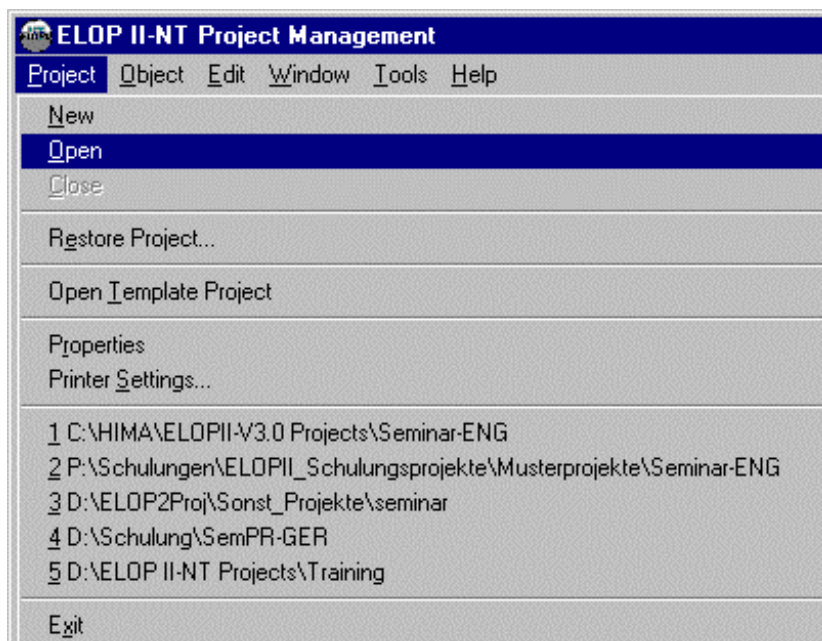 ELOP II-NT Project Management
Project Object Edit Window Tools Help
New
Open
Close
Restore Project...
Open Template Project
Properties
Printer Settings...
1 C:\HIMA\ELOPII-V3.0 Projects\Seminar-ENG
2 P:\Schulungen\ELOPII_Schulungsprojekte\Musterprojekte\Seminar-ENG
3 D:\ELOP2Proj\Sonst_Projekte\seminar
4 D:\Schulung\SemPR-GER
5 D:\ELOP II-NT Projects\Training
Exit